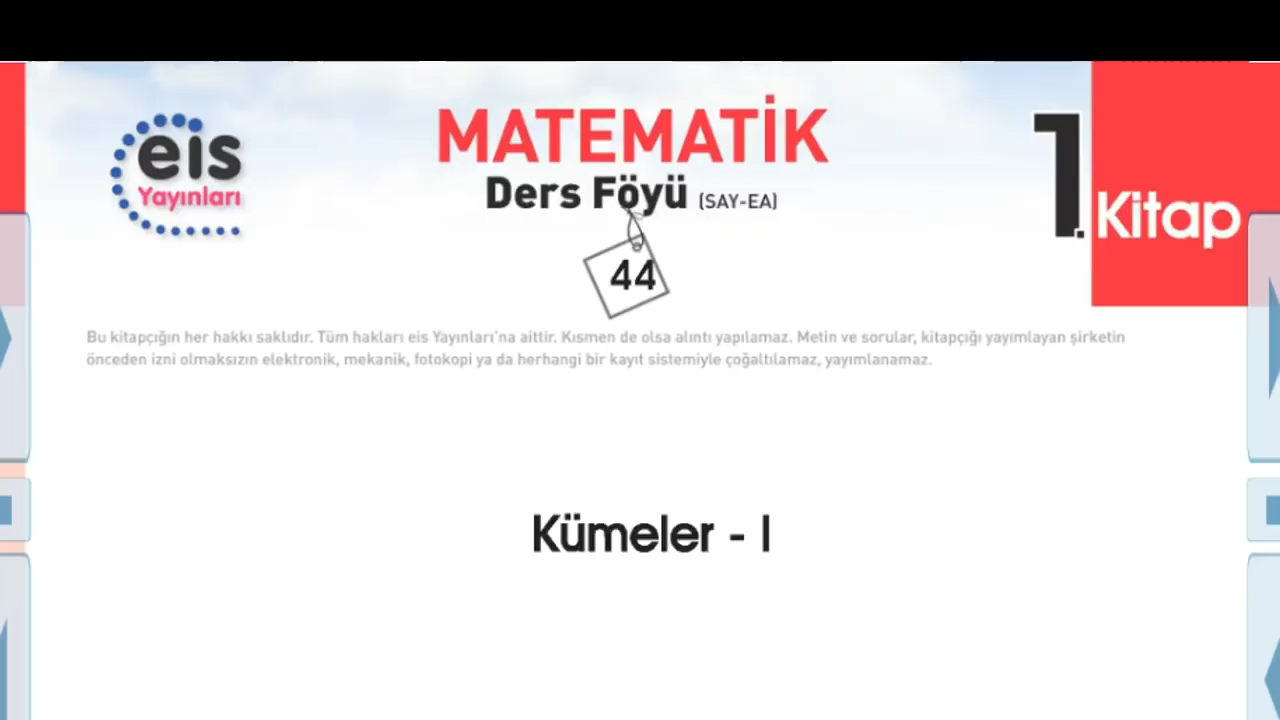 eis
Yayınları
MATEMATİK
Ders Föyü (SAY-EA)
44
1. Kitap
Bu kitapçığın her hakkı saklıdır. Tüm hakları eis Yayınları'na aittir. Kısmen de olsa alıntı yapılamaz. Metin ve sorular, kitapçığı yayımlayan şirketin
önceden izni olmaksızın elektronik, mekanik, fotokopi ya da herhangi bir kayıt sistemiyle çoğaltılamaz, yayımlanamaz.
Kümeler - I